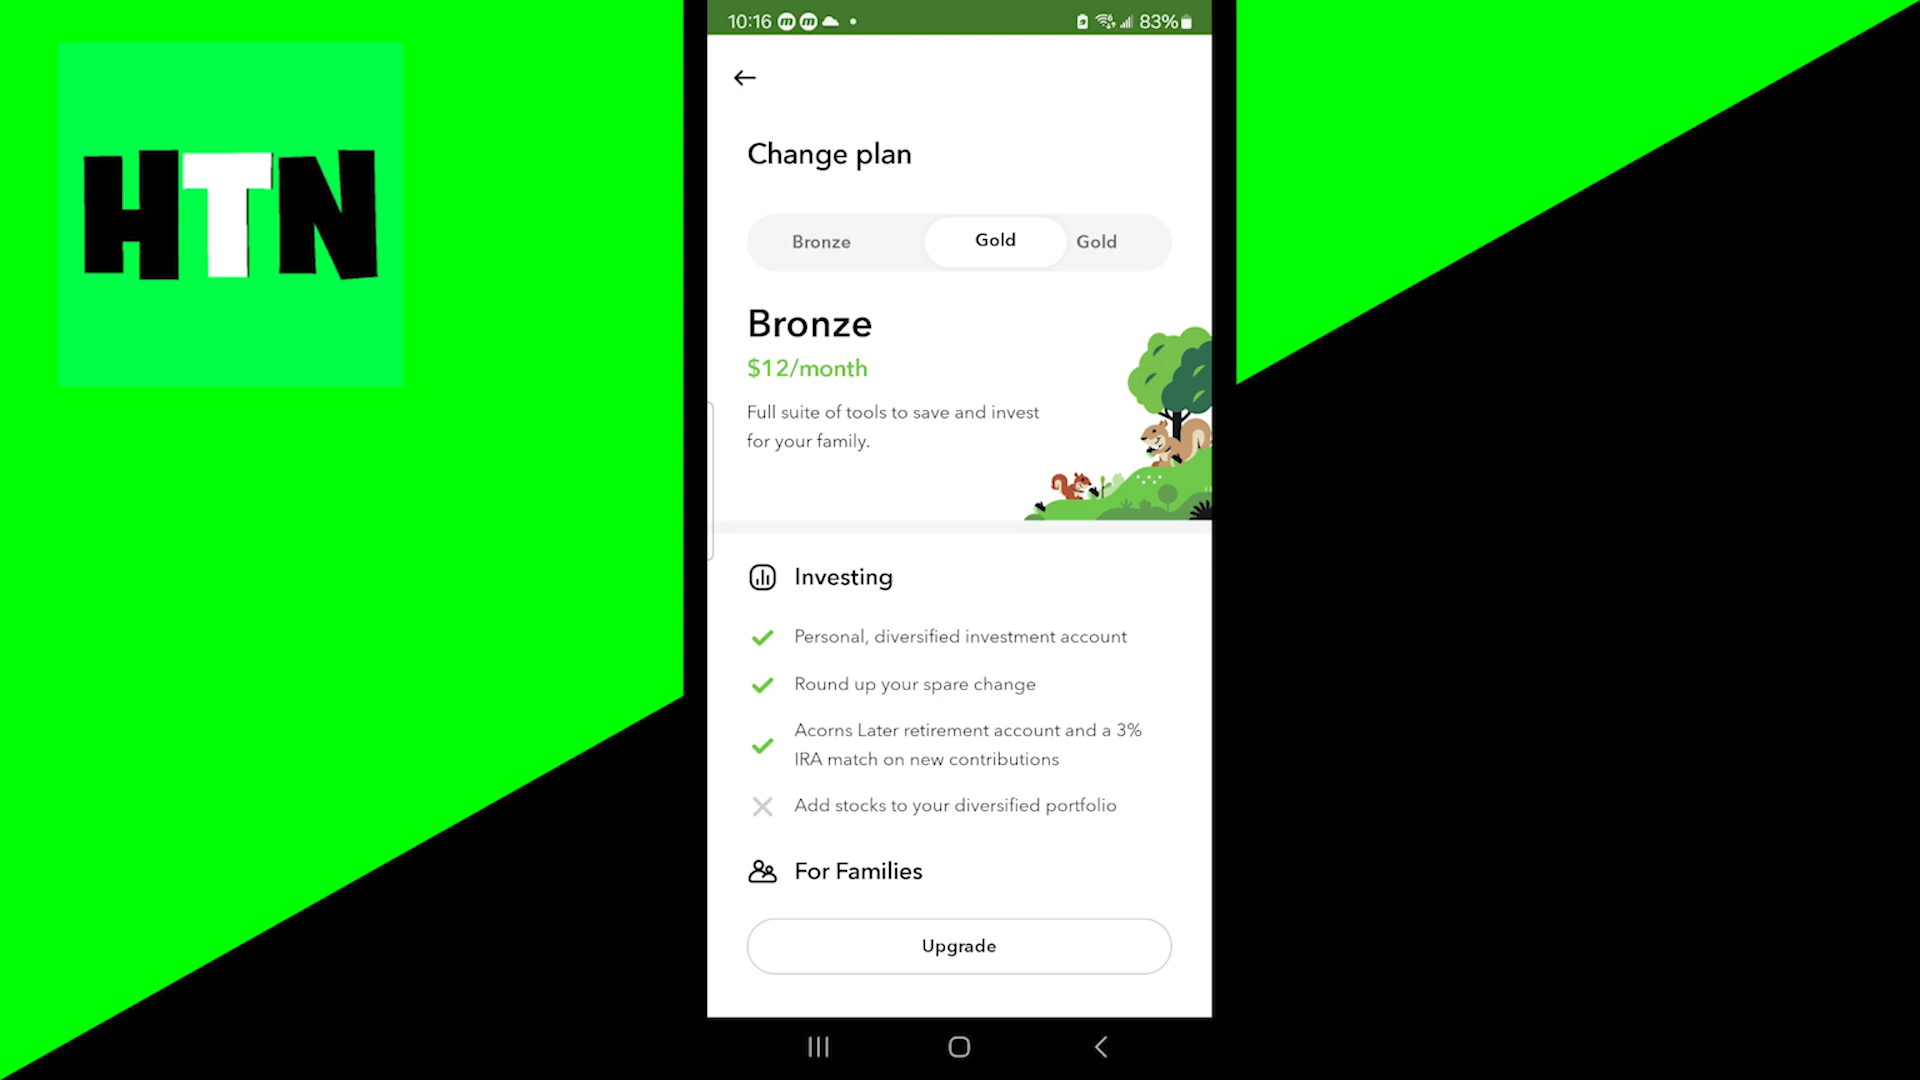 HTN
10:16
83%
Change plan
Bronze
Gold
Gold
Bronze
$12/month
Full suite of tools to save and invest
for your family.
Investing
Personal, diversified investment account
Round up your spare change
Acorns Later retirement account and a 3%
IRA match on new contributions
Add stocks to your diversified portfolio
For Families
Upgrade